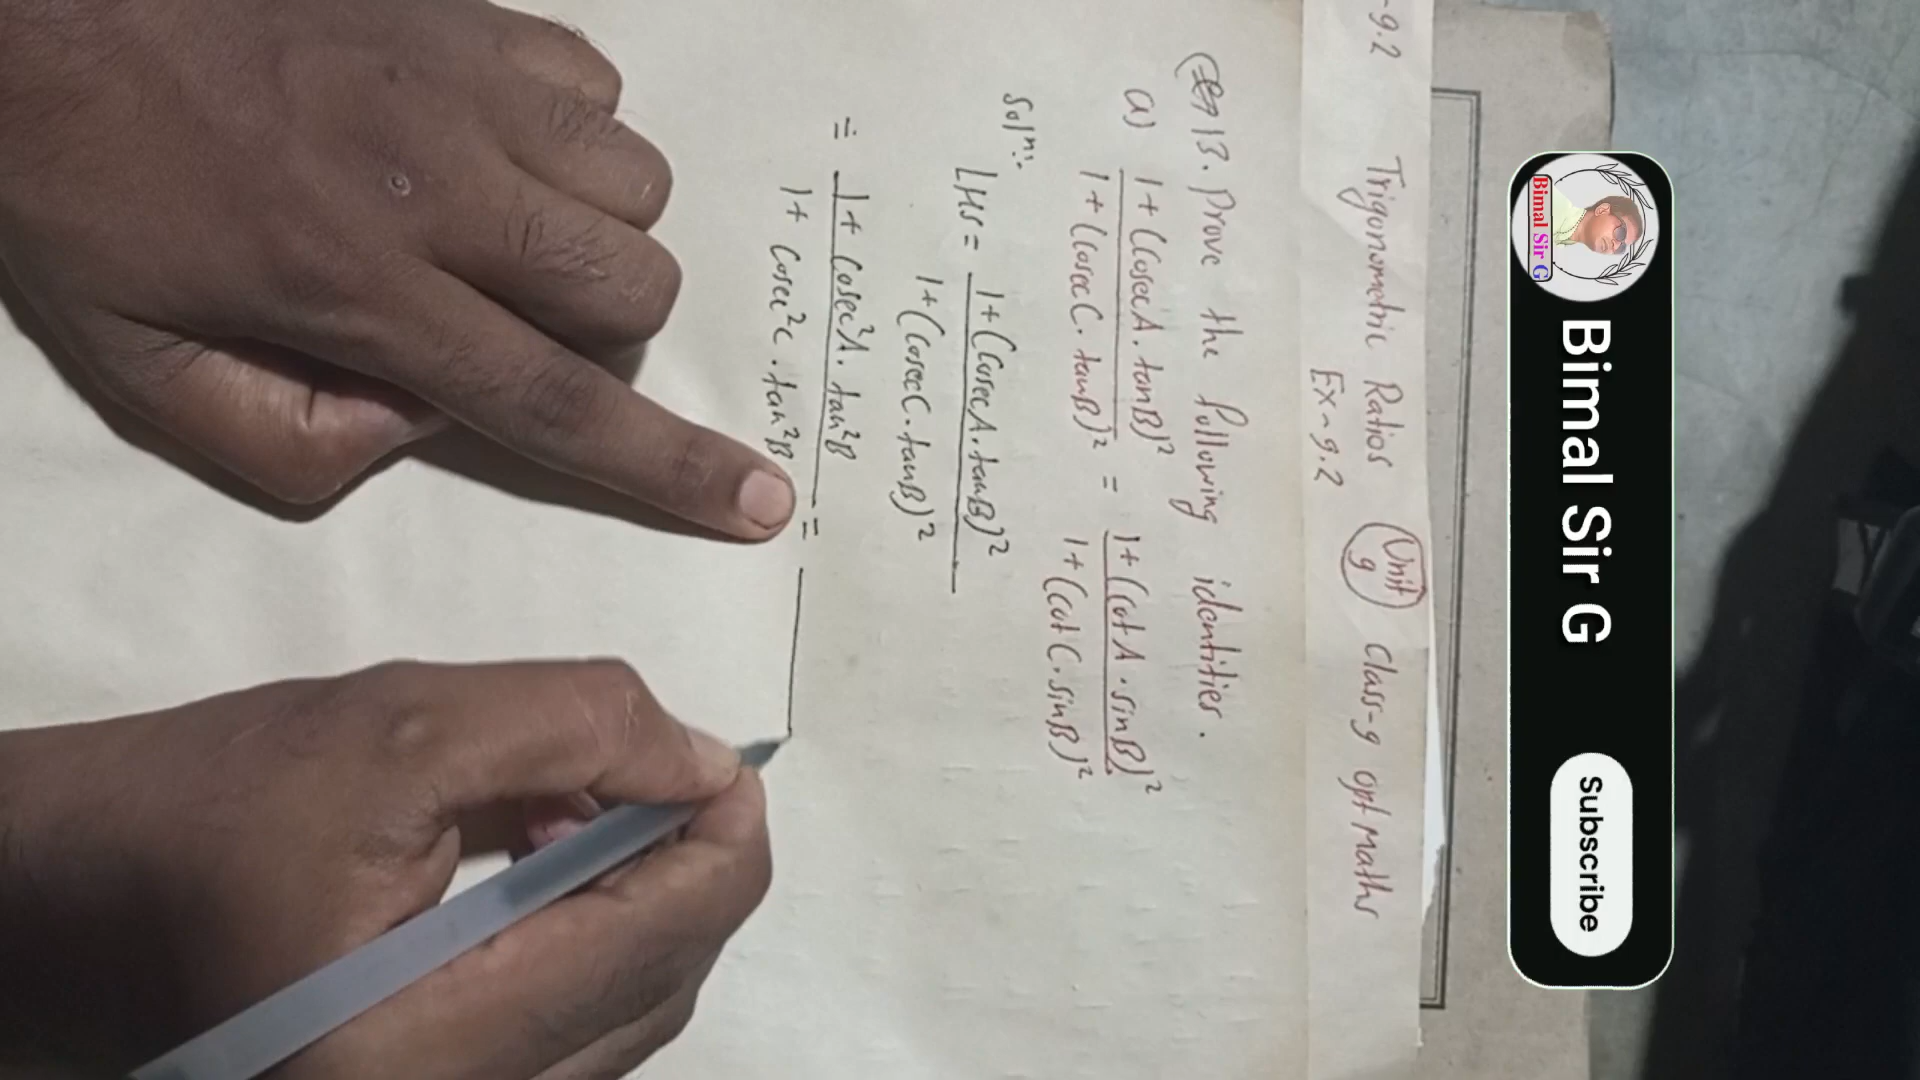 -9.2 Trigonometric Ratios Unit 9 Class-9 opt Maths
Ex-9.2
13. Prove the following identities.
a) 1+(CosecA.tanB)² / 1+(CosecC.tanB)² = 1+(CotA.sinB)² / 1+(CotC.sinB)²
Solⁿ:
LHS = 1+(CosecA.tanB)² / 1+(CosecC.tanB)²
= 1+Cosec²A.tan²B / 1+Cosec²C.tan²B =
Bimal Sir G
Bimal Sir G
Subscribe